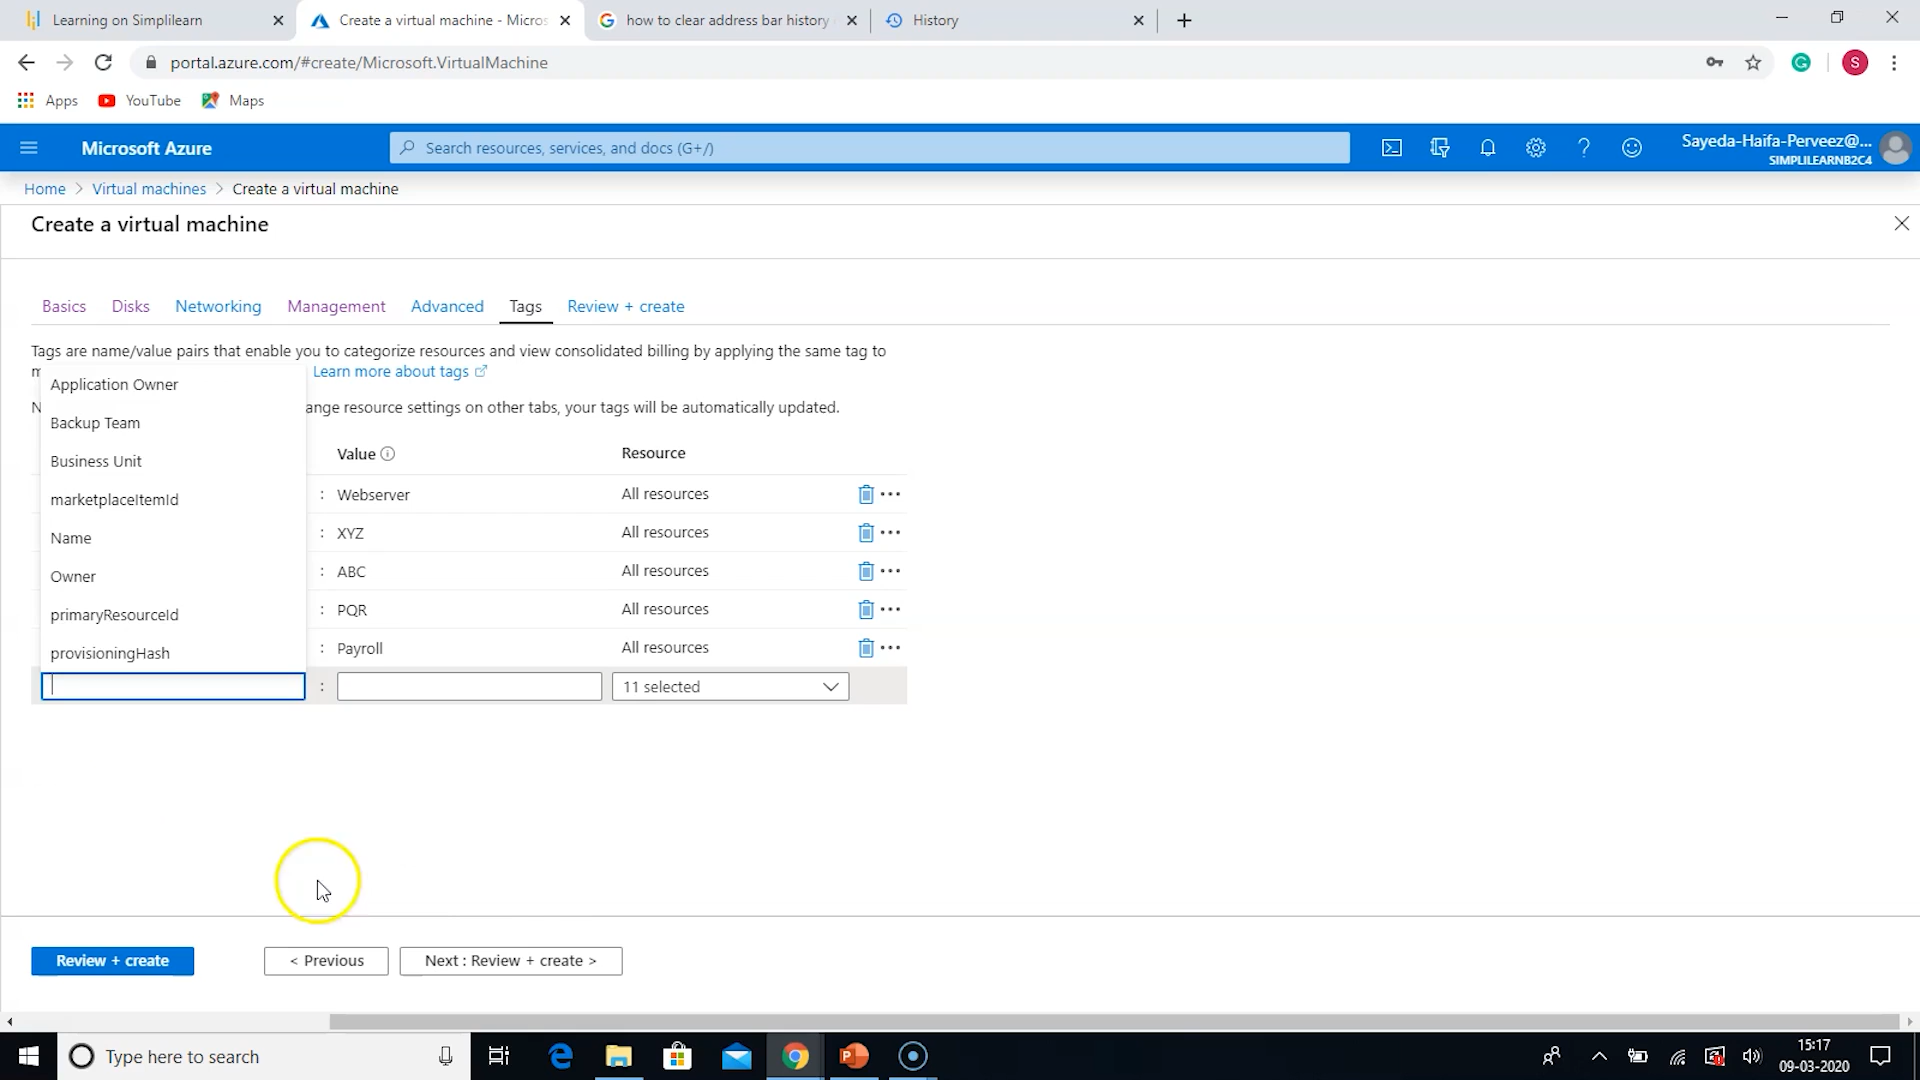 Learning on Simplilearn
Create a virtual machine - Micros
how to clear address bar history
History
portal.azure.com/#create/Microsoft.VirtualMachine
S
Apps
YouTube
Maps
Microsoft Azure
Search resources, services, and docs (G+/)
Sayeda-Haifa-Perveez@...
SIMPLILEARNB2C4
Home > Virtual machines > Create a virtual machine
Create a virtual machine
Basics Disks Networking Management Advanced Tags Review + create
Tags are name/value pairs that enable you to categorize resources and view consolidated billing by applying the same tag to
m
Learn more about tags
N
ange resource settings on other tabs, your tags will be automatically updated.
Application Owner
Backup Team
Business Unit
marketplaceItemId
Name
Owner
primaryResourceId
provisioningHash
Value Resource
: Webserver All resources
: XYZ All resources
: ABC All resources
: PQR All resources
: Payroll All resources
: 11 selected
Review + create
< Previous
Next : Review + create >
Type here to search
15:17
09-03-2020